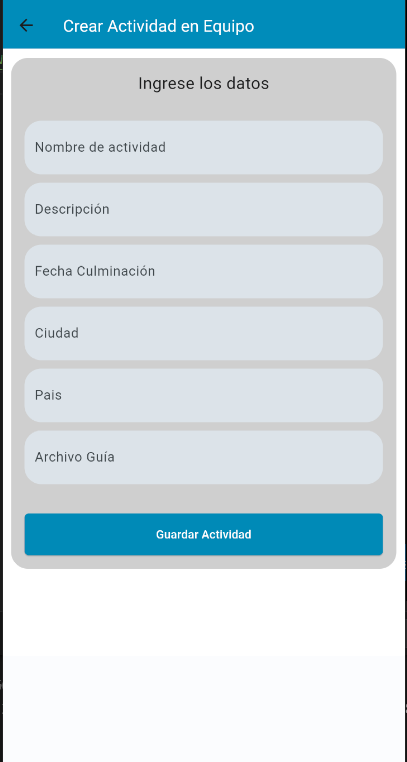 Crear Actividad en Equipo
Ingrese los datos
Nombre de actividad
Descripción
Fecha Culminación
Ciudad
Pais
Archivo Guía
Guardar Actividad